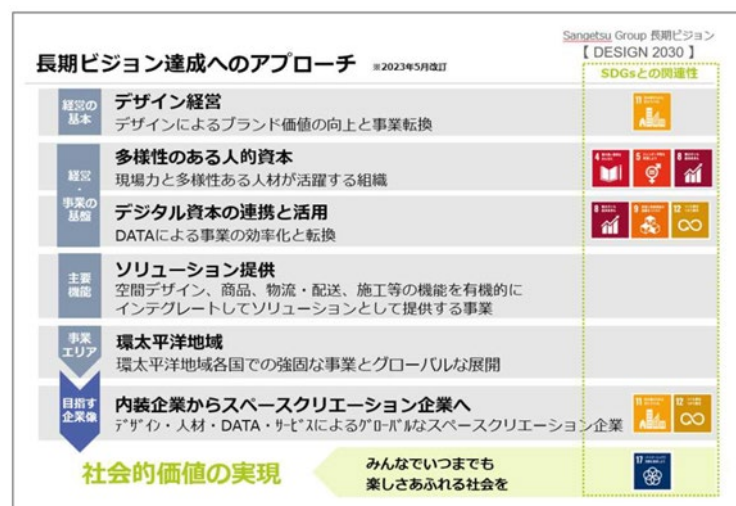 Sangetsu Group 長期ビジョン
【 DESIGN 2030 】
長期ビジョン達成へのアプローチ ※2023年5月改訂
SDGsとの関連性
経営の
基本
デザイン経営
デザインによるブランド価値の向上と事業転換
11
経営
・
事業の
基盤
多様性のある人的資本
現場力と多様性ある人材が活躍する組織
4
5
8
デジタル資本の連携と活用
DATAによる事業の効率化と転換
8
9
12
主要
機能
ソリューション提供
空間デザイン、商品、物流・配送、施工等の機能を有機的に
インテグレートしてソリューションとして提供する事業
事業
エリア
環太平洋地域
環太平洋地域各国での強固な事業とグローバルな展開
目指す
企業像
内装企業からスペースクリエーション企業へ
ﾃﾞｻﾞｲﾝ・人材・DATA・ｻｰﾋﾞｽによるｸﾞﾛｰﾊﾞﾙなスペースクリエーション企業
11
12
社会的価値の実現
みんなでいつまでも
楽しさあふれる社会を
17